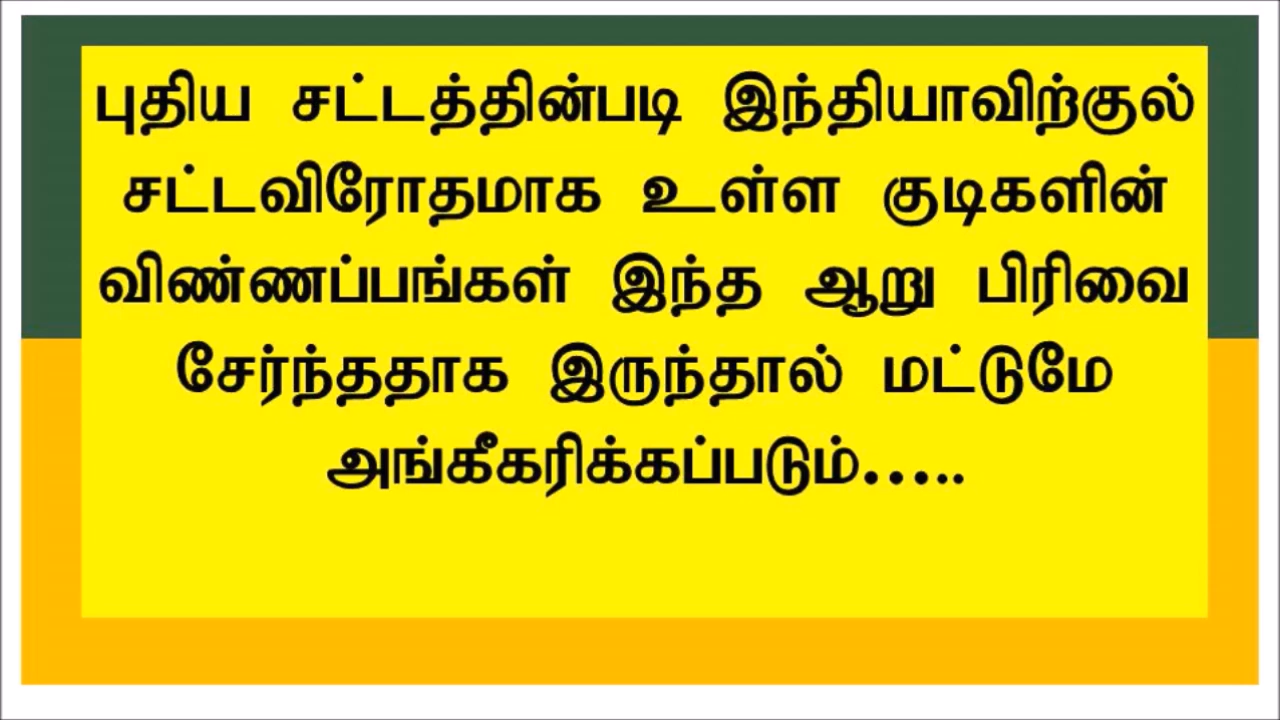 புதிய சட்டத்தின்படி இந்தியாவிற்குல்
சட்டவிரோதமாக உள்ள குடிகளின்
விண்ணப்பங்கள் இந்த ஆறு பிரிவை
சேர்ந்ததாக இருந்தால் மட்டுமே
அங்கீகரிக்கப்படும்.....